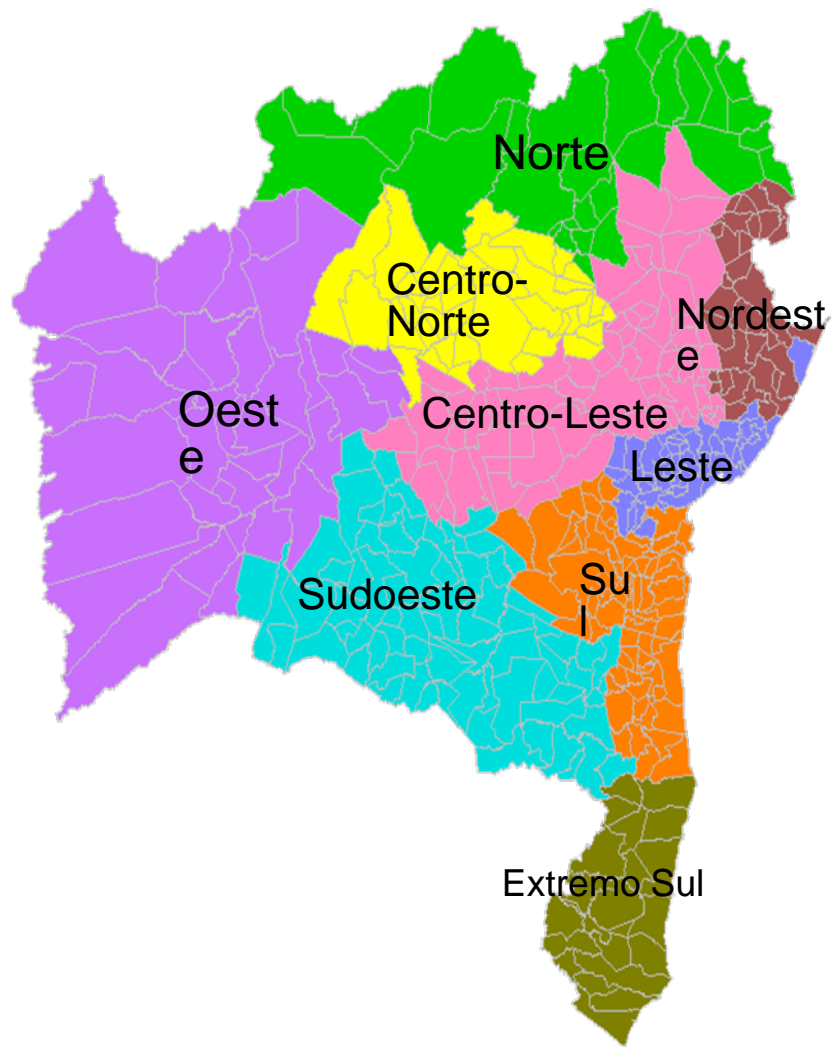 Norte
Centro-
Norte
Nordest
e
Oest
e
Centro-Leste
Leste
Sudoeste
Su
l
Extremo Sul